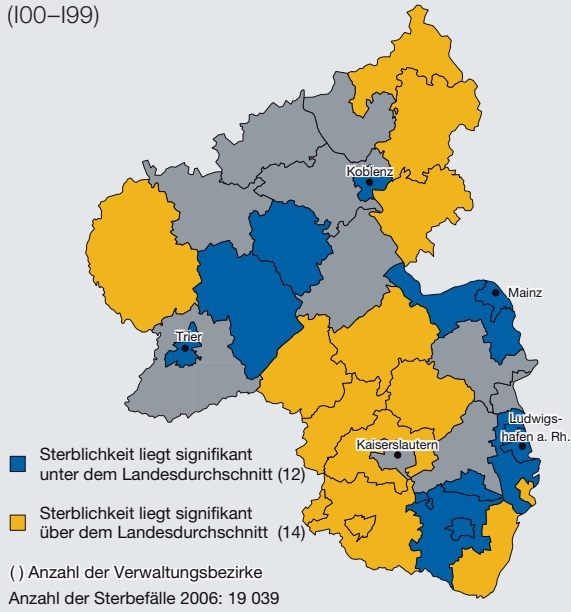 (I00–I99)
Koblenz
Mainz
Trier
Ludwigs-
hafen a. Rh.
Kaiserslautern
Sterblichkeit liegt signifikant
unter dem Landesdurchschnitt (12)
Sterblichkeit liegt signifikant
über dem Landesdurchschnitt (14)
( ) Anzahl der Verwaltungsbezirke
Anzahl der Sterbefälle 2006: 19 039